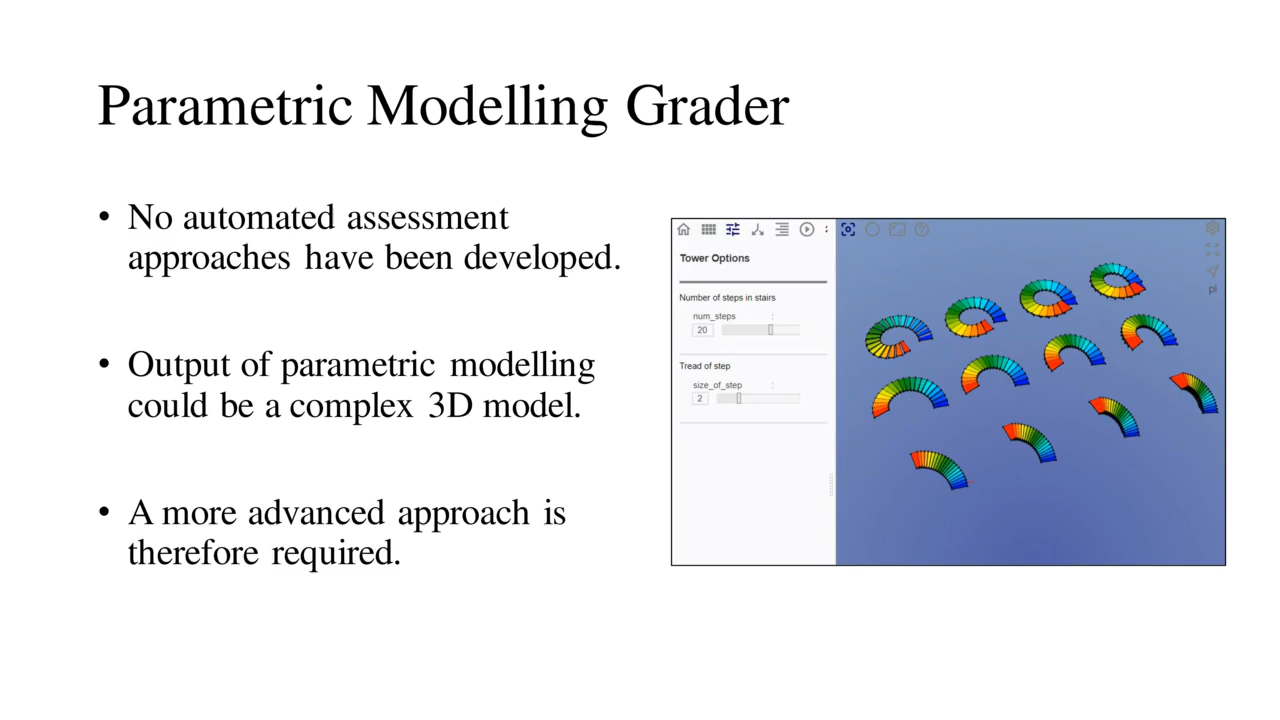 Parametric Modelling Grader
• No automated assessment
approaches have been developed.
• Output of parametric modelling
could be a complex 3D model.
• A more advanced approach is
therefore required.
Tower Options
Number of steps in stairs
num_steps :
20
Tread of step
size_of_step :
2
pl